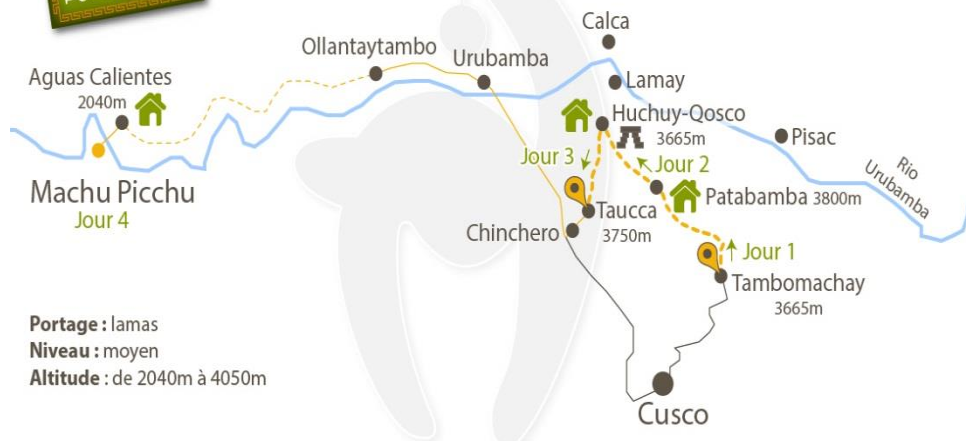 Calca
Ollantaytambo
Urubamba
Aguas Calientes
2040m
Lamay
Huchuy-Qosco
3665m
Pisac
Jour 3
Jour 2
Rio
Urubamba
Machu Picchu
Jour 4
Patabamba 3800m
Taucca
3750m
Chinchero
Jour 1
Tambomachay
3665m
Portage : lamas
Niveau : moyen
Altitude : de 2040m à 4050m
Cusco